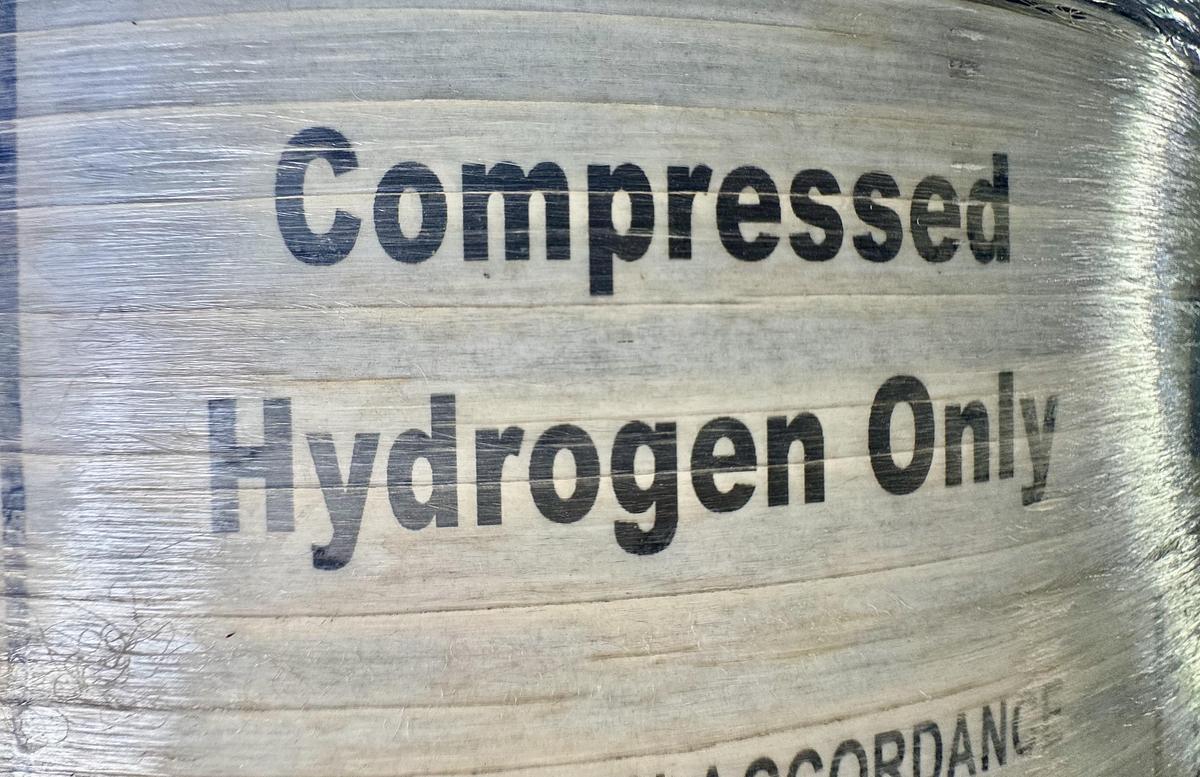 Compressed
Hydrogen Only
ACCORDANCE